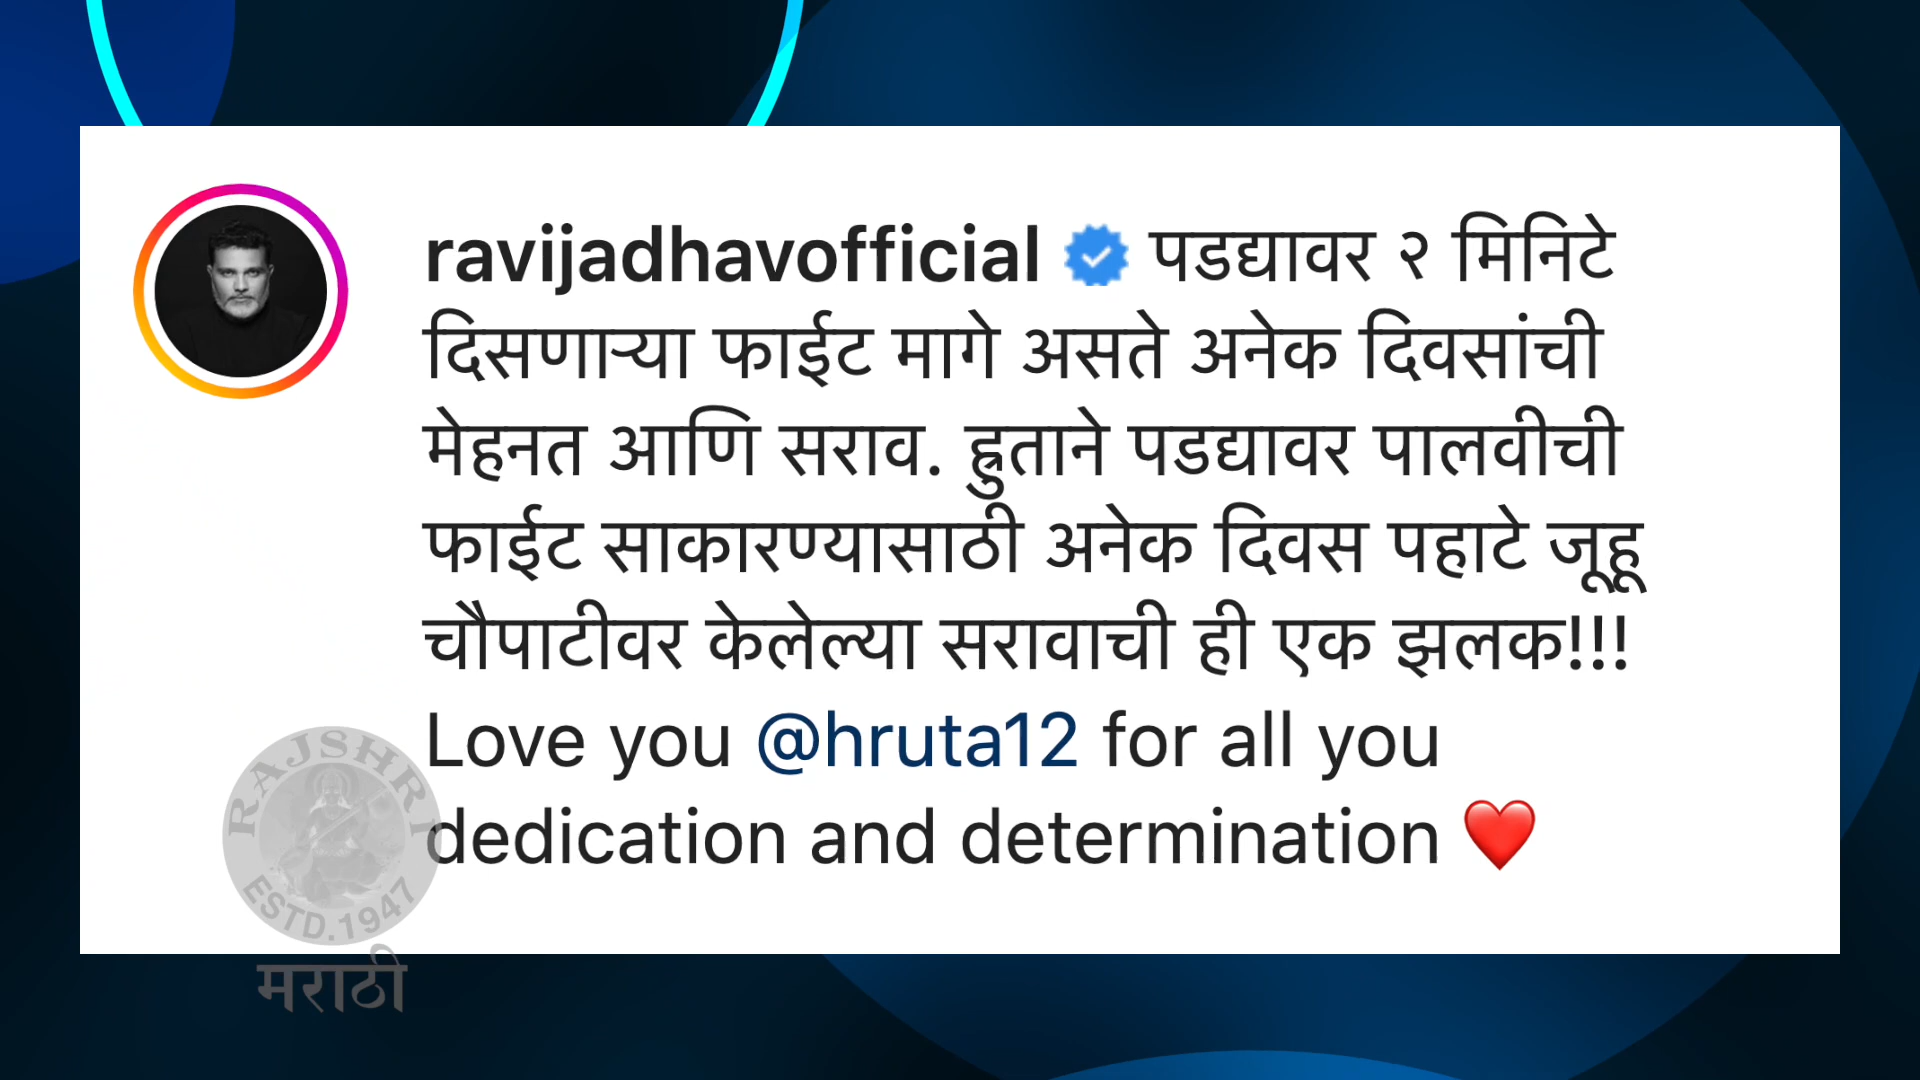 ravijadhavofficial पडद्यावर २ मिनिटे
दिसणाऱ्या फाईट मागे असते अनेक दिवसांची
मेहनत आणि सराव. ह्रुताने पडद्यावर पालवीची
फाईट साकारण्यासाठी अनेक दिवस पहाटे जूहू
चौपाटीवर केलेल्या सरावाची ही एक झलक!!!
Love you @hruta12 for all you
dedication and determination ❤️
RAJSHRI
ESTD.1947
मराठी